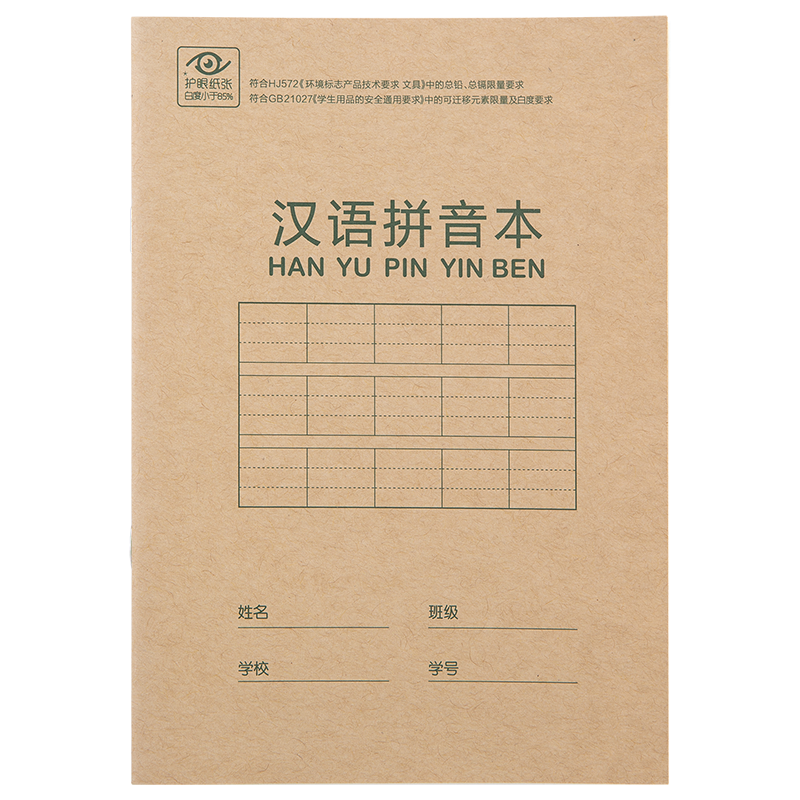 护眼纸张
白度小于85%
符合HJ572《环境标志产品技术要求 文具》中的总铅、总镉限量要求
符合GB21027《学生用品的安全通用要求》中的可迁移元素限量及白度要求
汉语拼音本
HAN YU PIN YIN BEN
姓名 班级
学校 学号